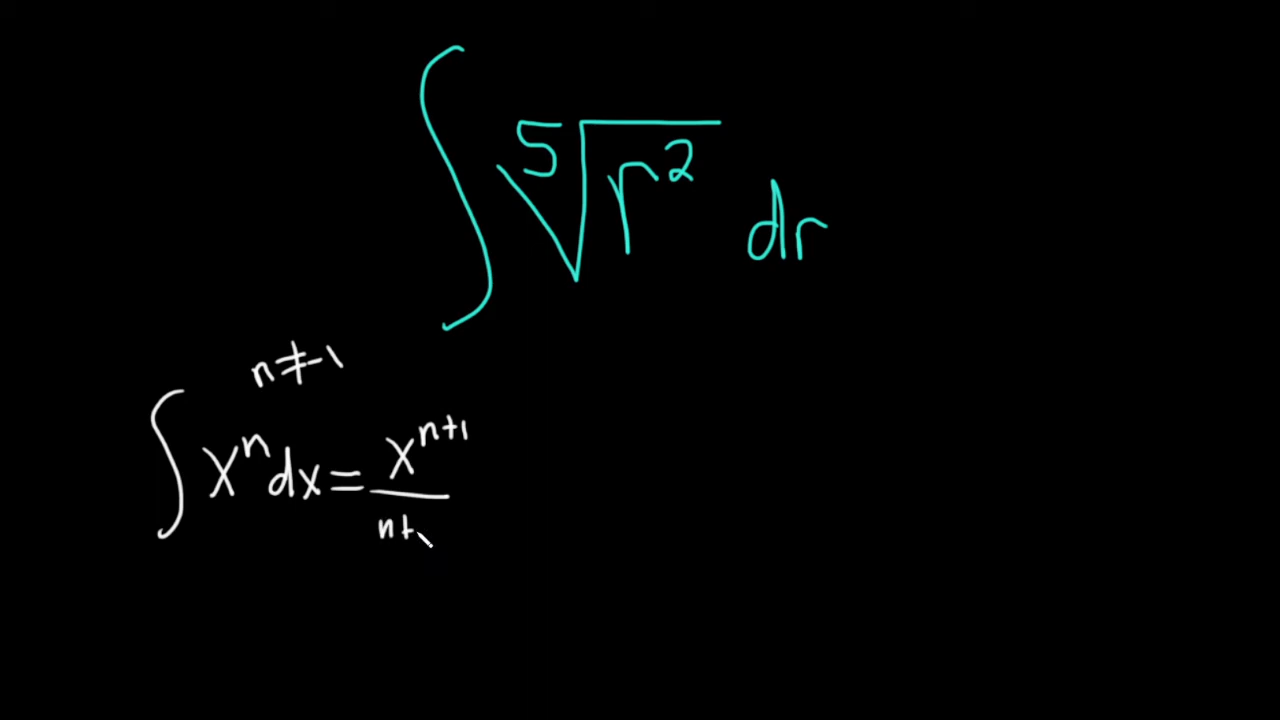 ∫ ⁵√r² dr
n ≠ -1
∫ xⁿ dx = xⁿ⁺¹ / n+